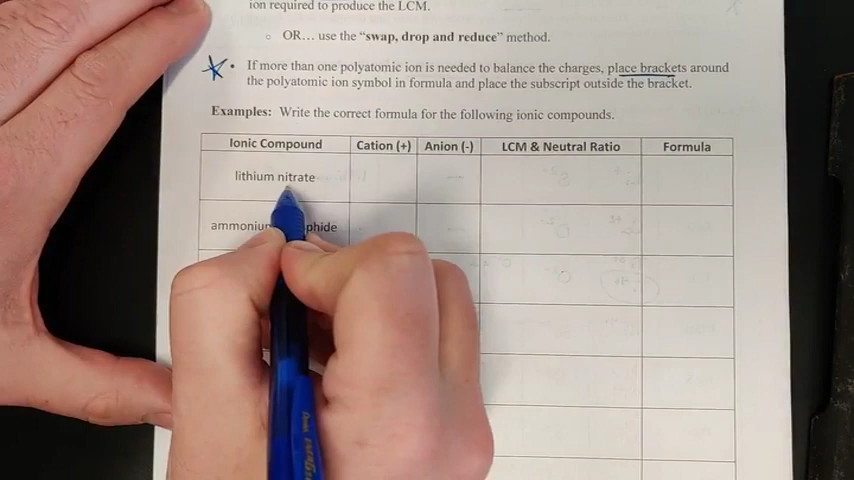 ion required to produce the LCM.
○ OR… use the "swap, drop and reduce" method.
• If more than one polyatomic ion is needed to balance the charges, place brackets around
the polyatomic ion symbol in formula and place the subscript outside the bracket.
Examples: Write the correct formula for the following ionic compounds.
Ionic Compound Cation (+) Anion (-) LCM & Neutral Ratio Formula
lithium nitrate